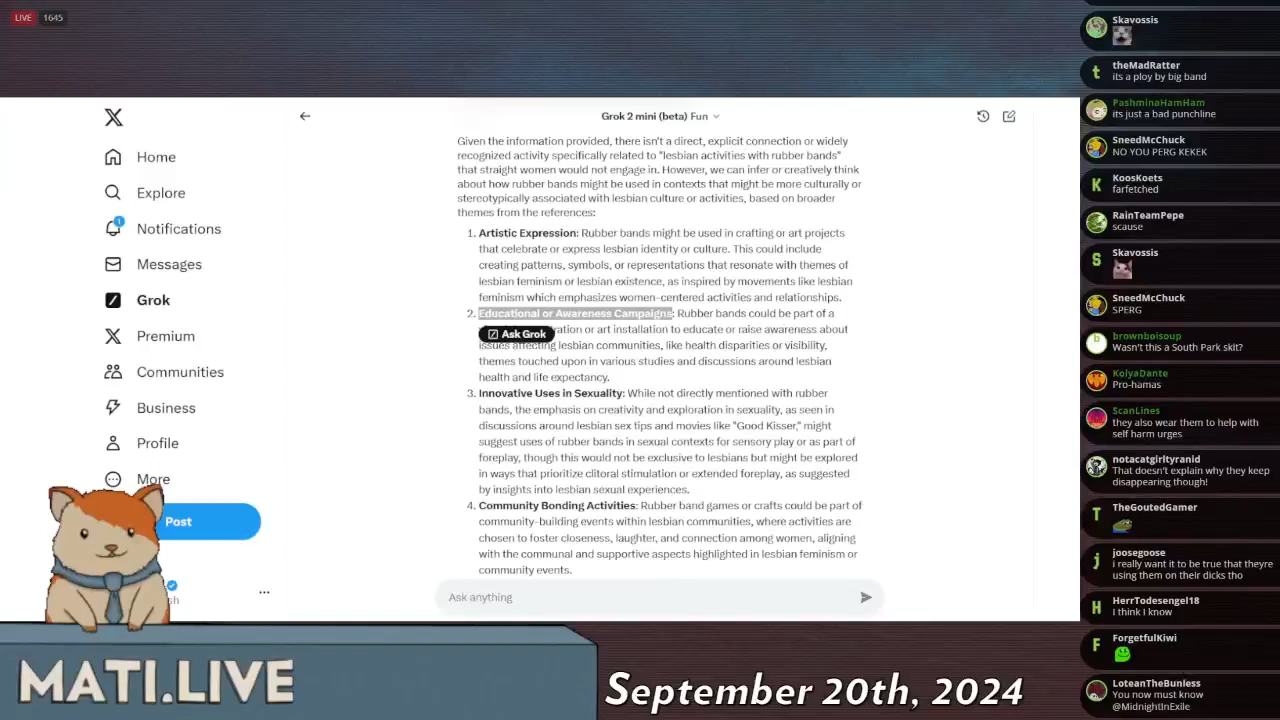 LIVE 1645
Grok 2 mini (beta) Fun
Home
Explore
1
Notifications
Messages
Grok
Premium
Communities
Business
Profile
More
Post
Given the information provided, there isn't a direct, explicit connection or widely
recognized activity specifically related to "lesbian activities with rubber bands"
that straight women would not engage in. However, we can infer or creatively think
about how rubber bands might be used in contexts that might be more culturally or
stereotypically associated with lesbian culture or activities, based on broader
themes from the references:
1. Artistic Expression: Rubber bands might be used in crafting or art projects
that celebrate or express lesbian identity or culture. This could include
creating patterns, symbols, or representations that resonate with themes of
lesbian feminism or lesbian existence, as inspired by movements like lesbian
feminism which emphasizes women-centered activities and relationships.
2. Educational or Awareness Campaigns: Rubber bands could be part of a
Ask Grok
ration or art installation to educate or raise awareness about
issues affecting lesbian communities, like health disparities or visibility,
themes touched upon in various studies and discussions around lesbian
health and life expectancy.
3. Innovative Uses in Sexuality: While not directly mentioned with rubber
bands, the emphasis on creativity and exploration in sexuality, as seen in
discussions around lesbian sex tips and movies like "Good Kisser," might
suggest uses of rubber bands in sexual contexts for sensory play or as part of
foreplay, though this would not be exclusive to lesbians but might be explored
in ways that prioritize clitoral stimulation or extended foreplay, as suggested
by insights into lesbian sexual experiences.
4. Community Bonding Activities: Rubber band games or crafts could be part of
community-building events within lesbian communities, where activities are
chosen to foster closeness, laughter, and connection among women, aligning
with the communal and supportive aspects highlighted in lesbian feminism or
community events.
Ask anything
sh
MATI.LIVE
September 20th, 2024
Skavossis
t
theMadRatter
its a ploy by big band
PashminaHamHam
its just a bad punchline
SneedMcChuck
NO YOU PERG KEKEK
K
KoosKoets
farfetched
RainTeamPepe
scause
S
Skavossis
SneedMcChuck
SPERG
b
brownboisoup
Wasn't this a South Park skit?
KoiyaDante
Pro-hamas
ScanLines
they also wear them to help with
self harm urges
notacatgirltyranid
That doesn't explain why they keep
disappearing though!
T
TheGoutedGamer
j
joosegoose
i really want it to be true that theyre
using them on their dicks tho
H
HerrTodesengel18
I think I know
F
ForgetfulKiwi
LoteanTheBunless
You now must know
@MidnightInExile